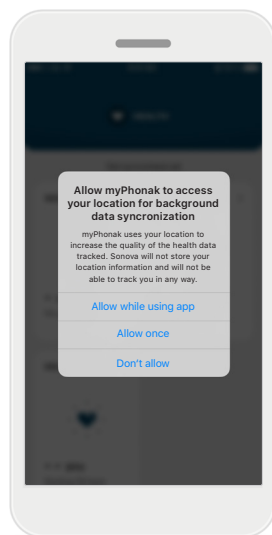 HEALTH
Allow myPhonak to access
your location for background
data syncronization
myPhonak uses your location to
increase the quality of the health data
tracked. Sonova will not store your
location information and will not be
able to track you in any way.
Allow while using app
Allow once
Don't allow